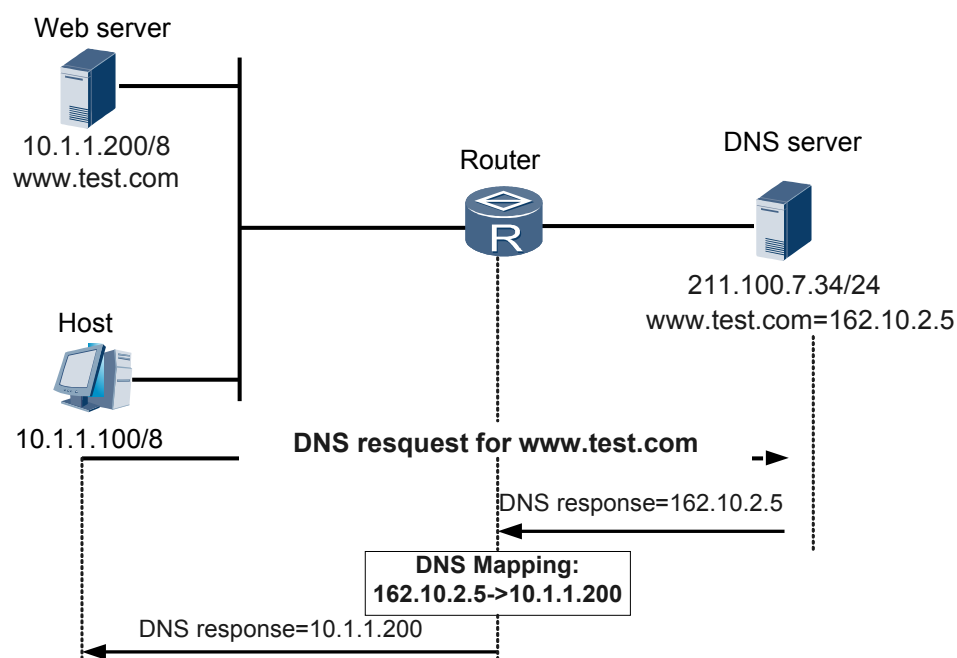 Web server
10.1.1.200/8
www.test.com
Router
R
DNS server
211.100.7.34/24
www.test.com=162.10.2.5
Host
10.1.1.100/8
DNS resquest for www.test.com
DNS response=162.10.2.5
DNS Mapping:
162.10.2.5->10.1.1.200
DNS response=10.1.1.200